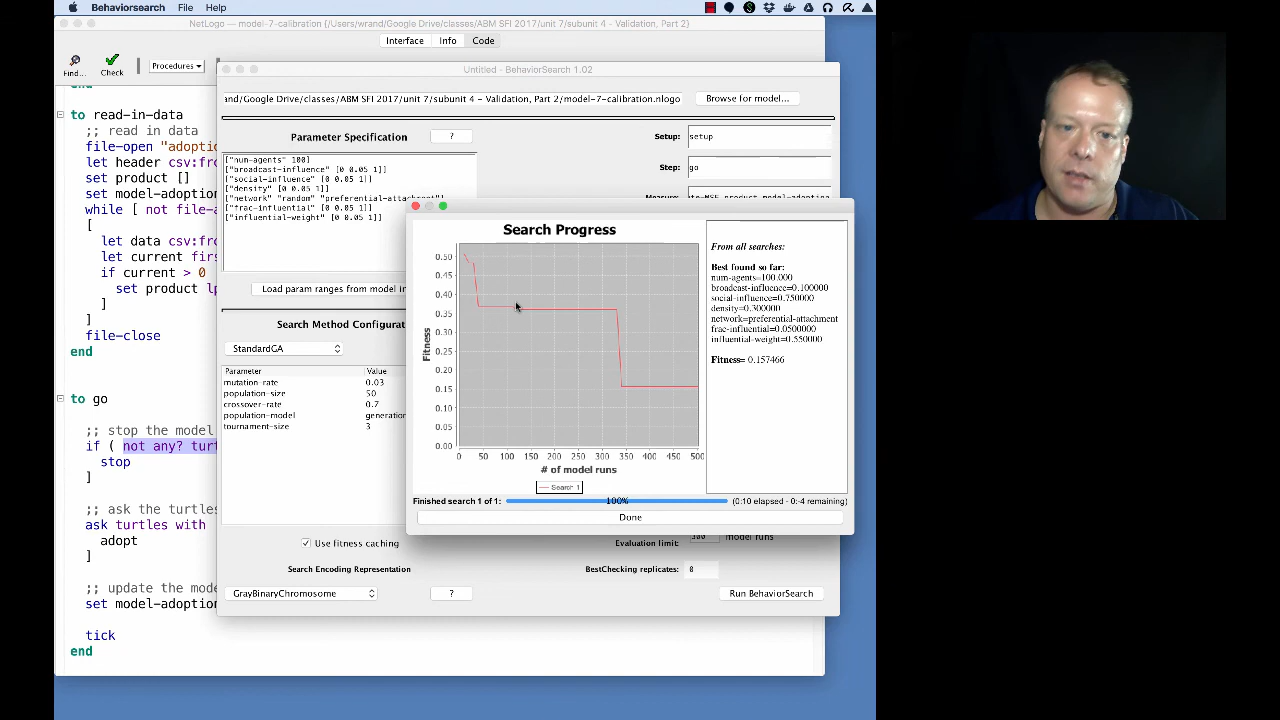 Behaviorsearch File Help
NetLogo — model-7-calibration {/Users/wrand/Google Drive/classes/ABM SFI 2017/unit 7/subunit 4 - Validation, Part 2}
Interface Info Code
Find... Check Procedures
end
to read-in-data
;; read in data
file-open "adoptio
let header csv:fro
set product []
set model-adoption
while [ not file-a
[
let data csv:fro
let current firs
if current > 0
set product lp
]
]
file-close
end
to go
;; stop the model
if ( not any? turt
stop
]
;; ask the turtles
ask turtles with
adopt
]
;; update the mode
set model-adoption
tick
end
Untitled - BehaviorSearch 1.02
and/Google Drive/classes/ABM SFI 2017/unit 7/subunit 4 - Validation, Part 2/model-7-calibration.nlogo
Browse for model...
Parameter Specification
?
["num-agents" 100]
["broadcast-influence" [0 0.05 1]]
["social-influence" [0 0.05 1]]
["density" [0 0.05 1]]
["network" "random" "preferential-attachment"]
["frac-influential" [0 0.05 1]]
["influential-weight" [0 0.05 1]]
Load param ranges from model in
Setup: setup
Step: go
Measure:
Search Method Configurat
StandardGA
Parameter Value
mutation-rate 0.03
population-size 50
crossover-rate 0.7
population-model generation
tournament-size 3
Use fitness caching
Search Encoding Representation
GrayBinaryChromosome
?
Evaluation limit: model runs
BestChecking replicates: 0
Run BehaviorSearch
Search Progress
Fitness
0.50
0.45
0.40
0.35
0.30
0.25
0.20
0.15
0.10
0.05
0.00
0 50 100 150 200 250 300 350 400 450 500
# of model runs
Search 1
From all searches:
Best found so far:
num-agents=100.000
broadcast-influence=0.100000
social-influence=0.750000
density=0.300000
network=preferential-attachment
frac-influential=0.0500000
influential-weight=0.550000
Fitness= 0.157466
Finished search 1 of 1: 100% (0:10 elapsed - 0:-4 remaining)
Done